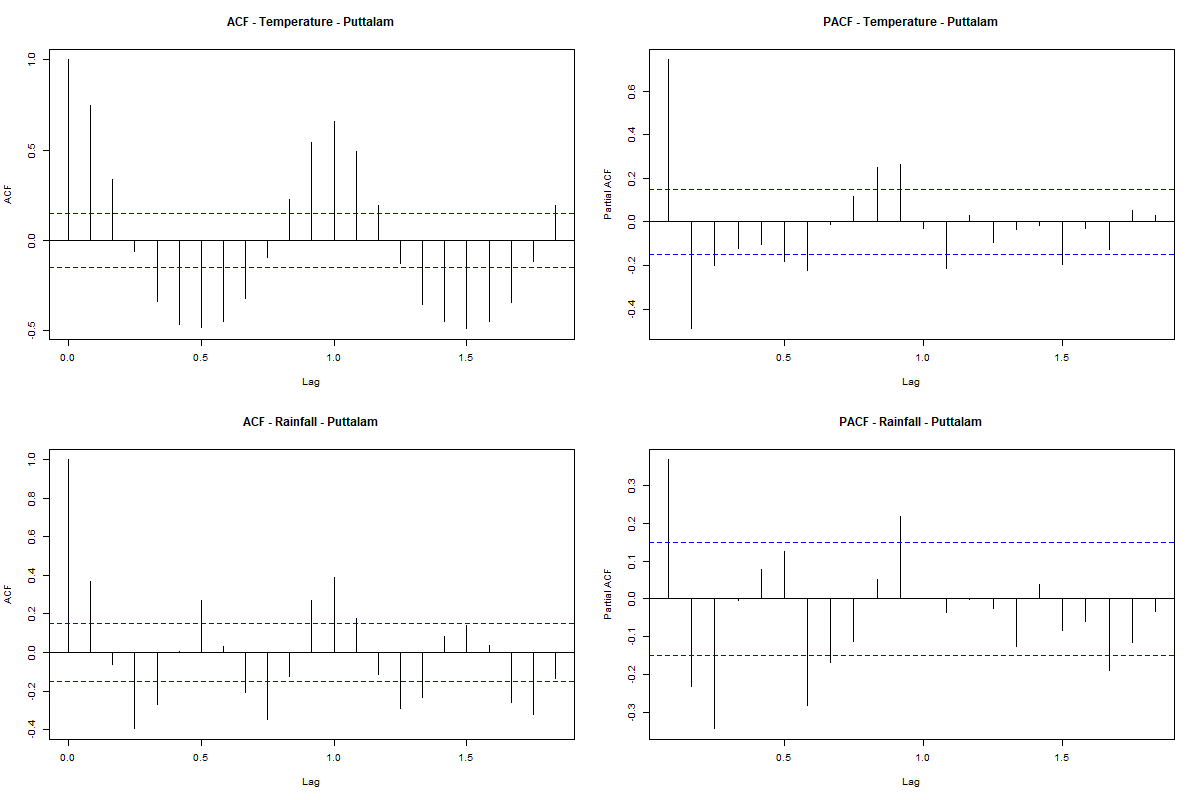 ACF - Temperature - Puttalam
ACF
1.0
0.5
0.0
-0.5
0.0 0.5 1.0 1.5
Lag
PACF - Temperature - Puttalam
Partial ACF
0.6
0.4
0.2
0.0
-0.2
-0.4
0.5 1.0 1.5
Lag
ACF - Rainfall - Puttalam
ACF
1.0
0.8
0.6
0.4
0.2
0.0
-0.2
-0.4
0.0 0.5 1.0 1.5
Lag
PACF - Rainfall - Puttalam
Partial ACF
0.3
0.2
0.1
0.0
-0.1
-0.2
-0.3
0.5 1.0 1.5
Lag